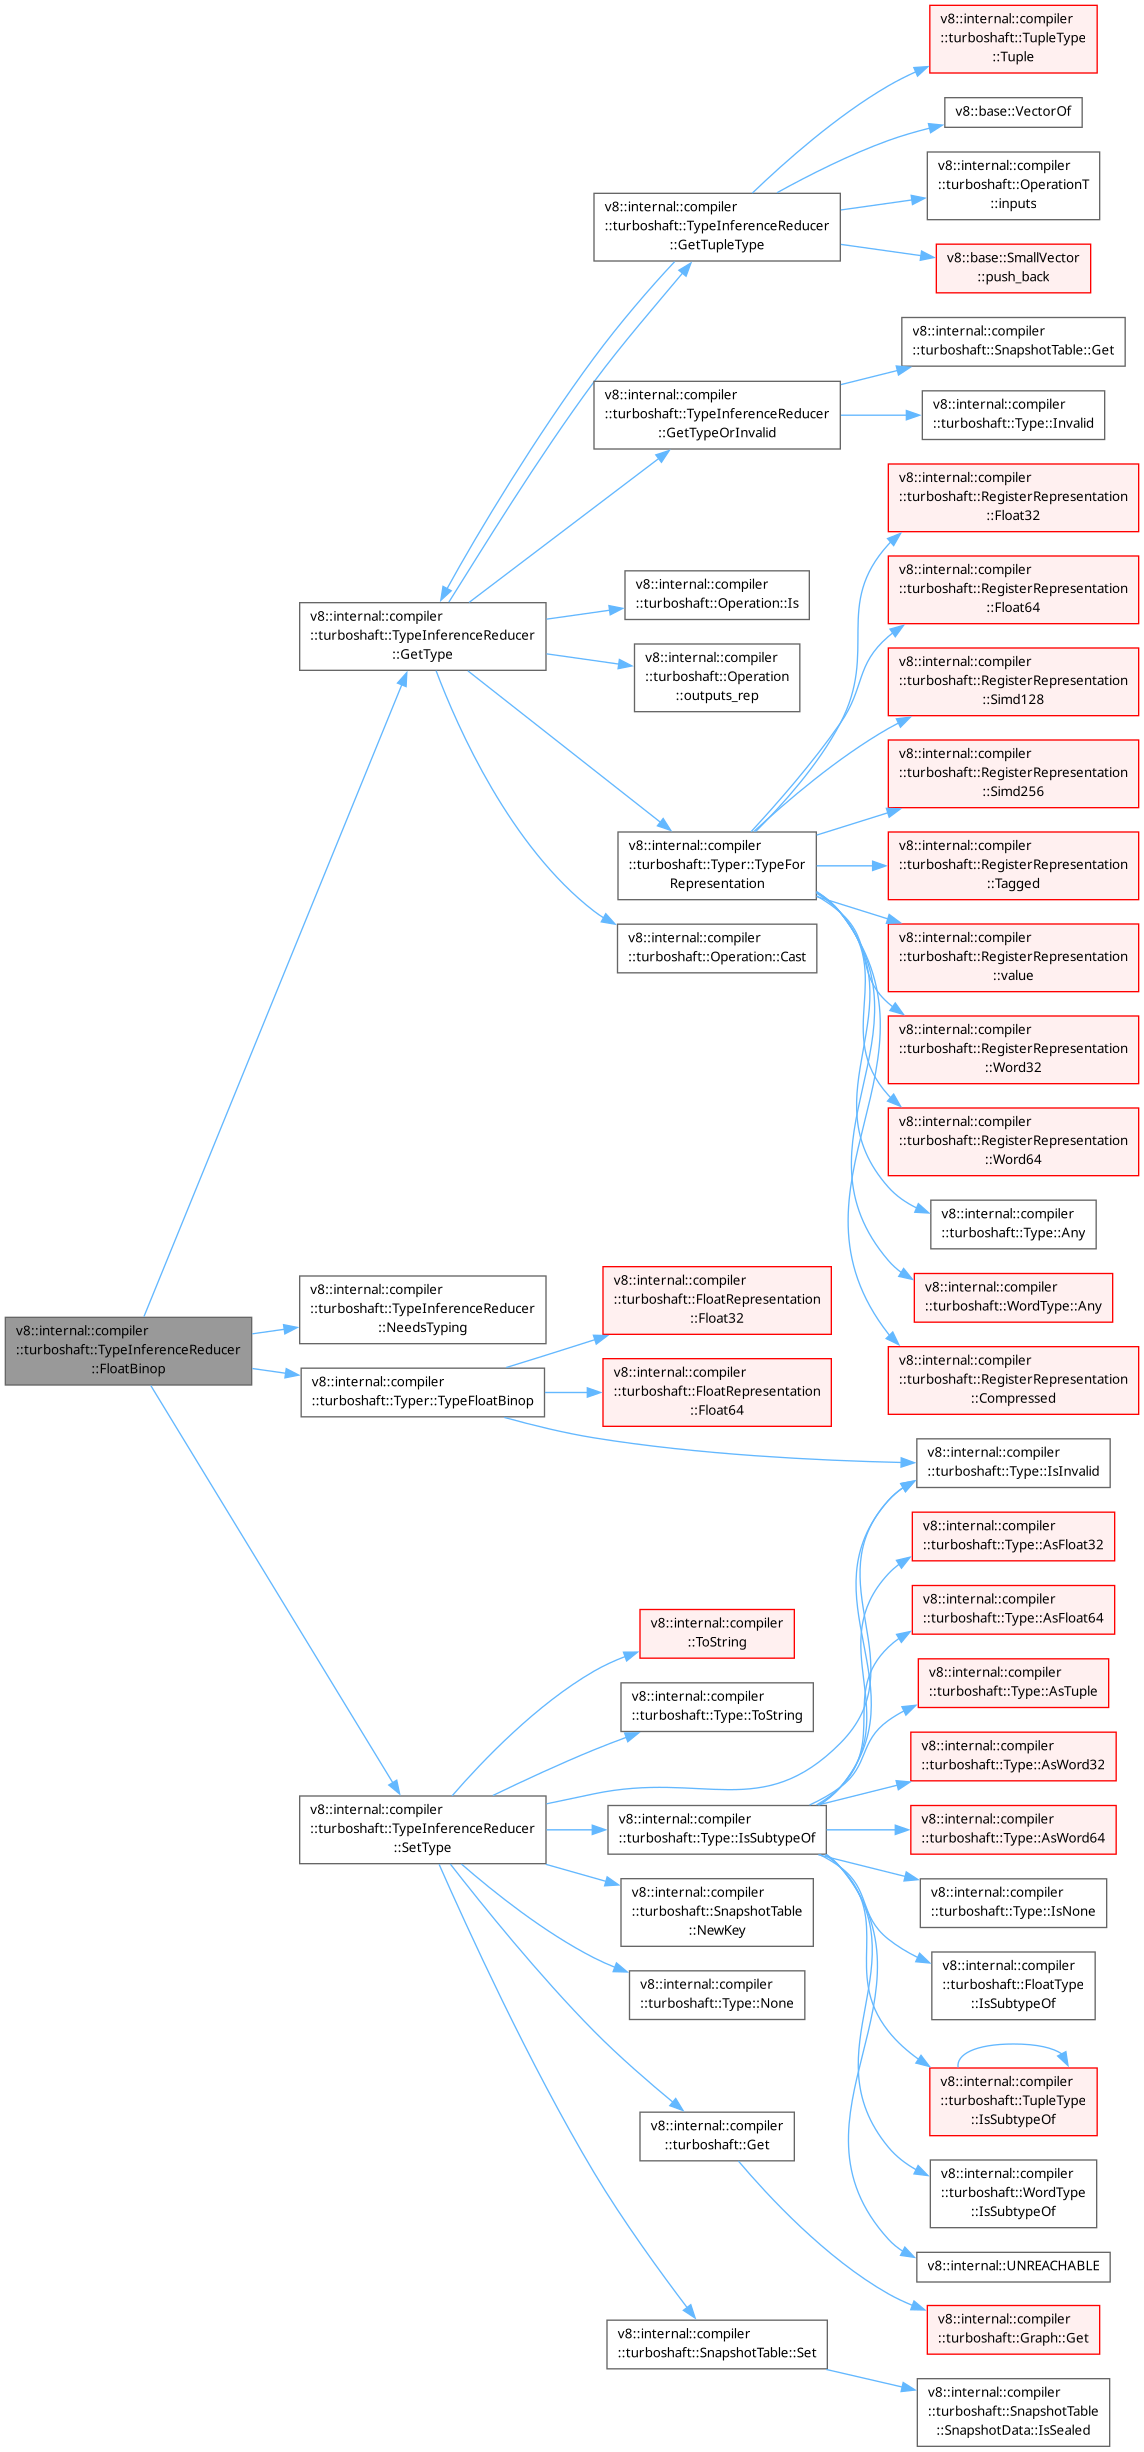 v8::internal::compiler
::turboshaft::TupleType
::Tuple
v8::base::VectorOf
v8::internal::compiler
::turboshaft::OperationT
::inputs
v8::internal::compiler
::turboshaft::TypeInferenceReducer
::GetTupleType
v8::base::SmallVector
::push_back
v8::internal::compiler
::turboshaft::SnapshotTable::Get
v8::internal::compiler
::turboshaft::TypeInferenceReducer
::GetTypeOrInvalid
v8::internal::compiler
::turboshaft::Type::Invalid
v8::internal::compiler
::turboshaft::RegisterRepresentation
::Float32
v8::internal::compiler
::turboshaft::RegisterRepresentation
::Float64
v8::internal::compiler
::turboshaft::Operation::Is
v8::internal::compiler
::turboshaft::TypeInferenceReducer
::GetType
v8::internal::compiler
::turboshaft::Operation
::outputs_rep
v8::internal::compiler
::turboshaft::RegisterRepresentation
::Simd128
v8::internal::compiler
::turboshaft::RegisterRepresentation
::Simd256
v8::internal::compiler
::turboshaft::Typer::TypeFor
Representation
v8::internal::compiler
::turboshaft::RegisterRepresentation
::Tagged
v8::internal::compiler
::turboshaft::Operation::Cast
v8::internal::compiler
::turboshaft::RegisterRepresentation
::value
v8::internal::compiler
::turboshaft::RegisterRepresentation
::Word32
v8::internal::compiler
::turboshaft::RegisterRepresentation
::Word64
v8::internal::compiler
::turboshaft::Type::Any
v8::internal::compiler
::turboshaft::WordType::Any
v8::internal::compiler
::turboshaft::TypeInferenceReducer
::NeedsTyping
v8::internal::compiler
::turboshaft::FloatRepresentation
::Float32
v8::internal::compiler
::turboshaft::TypeInferenceReducer
::FloatBinop
v8::internal::compiler
::turboshaft::RegisterRepresentation
::Compressed
v8::internal::compiler
::turboshaft::Typer::TypeFloatBinop
v8::internal::compiler
::turboshaft::FloatRepresentation
::Float64
v8::internal::compiler
::turboshaft::Type::IsInvalid
v8::internal::compiler
::turboshaft::Type::AsFloat32
v8::internal::compiler
::turboshaft::Type::AsFloat64
v8::internal::compiler
::ToString
v8::internal::compiler
::turboshaft::Type::AsTuple
v8::internal::compiler
::turboshaft::Type::ToString
v8::internal::compiler
::turboshaft::Type::AsWord32
v8::internal::compiler
::turboshaft::TypeInferenceReducer
::SetType
v8::internal::compiler
::turboshaft::Type::IsSubtypeOf
v8::internal::compiler
::turboshaft::Type::AsWord64
v8::internal::compiler
::turboshaft::SnapshotTable
::NewKey
v8::internal::compiler
::turboshaft::Type::IsNone
v8::internal::compiler
::turboshaft::Type::None
v8::internal::compiler
::turboshaft::FloatType
::IsSubtypeOf
v8::internal::compiler
::turboshaft::TupleType
::IsSubtypeOf
v8::internal::compiler
::turboshaft::Get
v8::internal::compiler
::turboshaft::WordType
::IsSubtypeOf
v8::internal::UNREACHABLE
v8::internal::compiler
::turboshaft::Graph::Get
v8::internal::compiler
::turboshaft::SnapshotTable::Set
v8::internal::compiler
::turboshaft::SnapshotTable
::SnapshotData::IsSealed